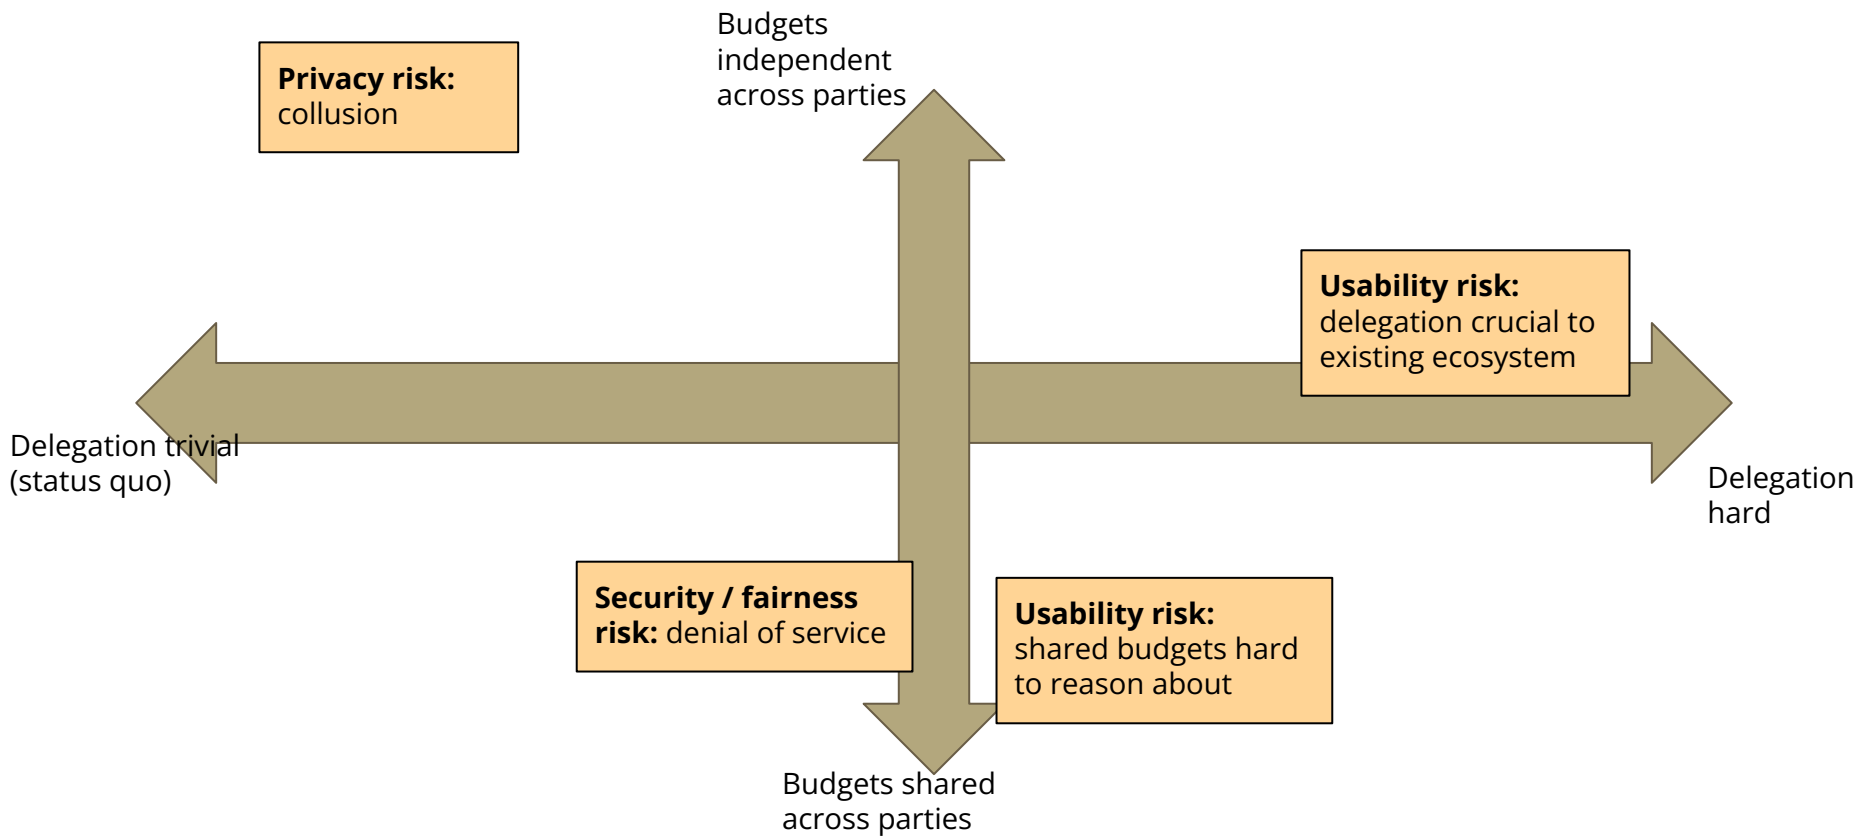 Budgets
independent
across parties
Privacy risk:
collusion
Usability risk:
delegation crucial to
existing ecosystem
Delegation trivial
(status quo)
Delegation
hard
Security / fairness
risk: denial of service
Usability risk:
shared budgets hard
to reason about
Budgets shared
across parties